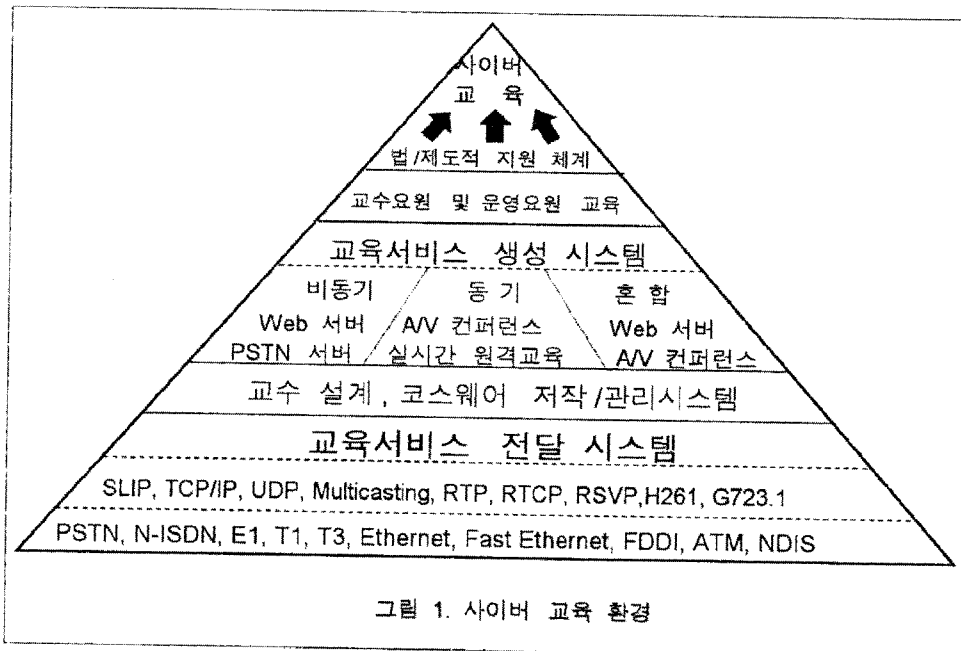 사이버
교 육
법/제도적 지원 체계
교수요원 및 운영요원 교육
교육서비스 생성 시스템
비동기 동 기 혼 합
Web 서버 A/V 컨퍼런스 Web 서버
PSTN 서버 실시간 원격교육 A/V 컨퍼런스
교수 설계, 코스웨어 저작/관리시스템
교육서비스 전달 시스템
SLIP, TCP/IP, UDP, Multicasting, RTP, RTCP, RSVP,H261, G723.1
PSTN, N-ISDN, E1, T1, T3, Ethernet, Fast Ethernet, FDDI, ATM, NDIS
그림 1. 사이버 교육 환경